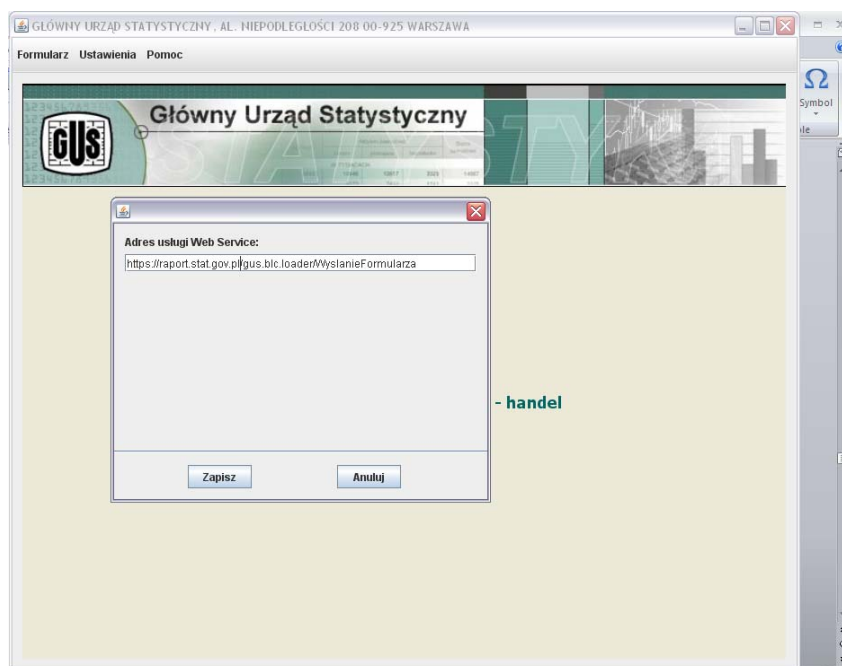 GŁÓWNY URZĄD STATYSTYCZNY, AL. NIEPODLEGŁOŚCI 208 00-925 WARSZAWA
Formularz Ustawienia Pomoc
Symbol
GUS
Główny Urząd Statystyczny
STATYSTY
Adres usługi Web Service:
https://raport.stat.gov.pl/gus.blc.loader/WyslanieFormularza
- handel
Zapisz Anuluj